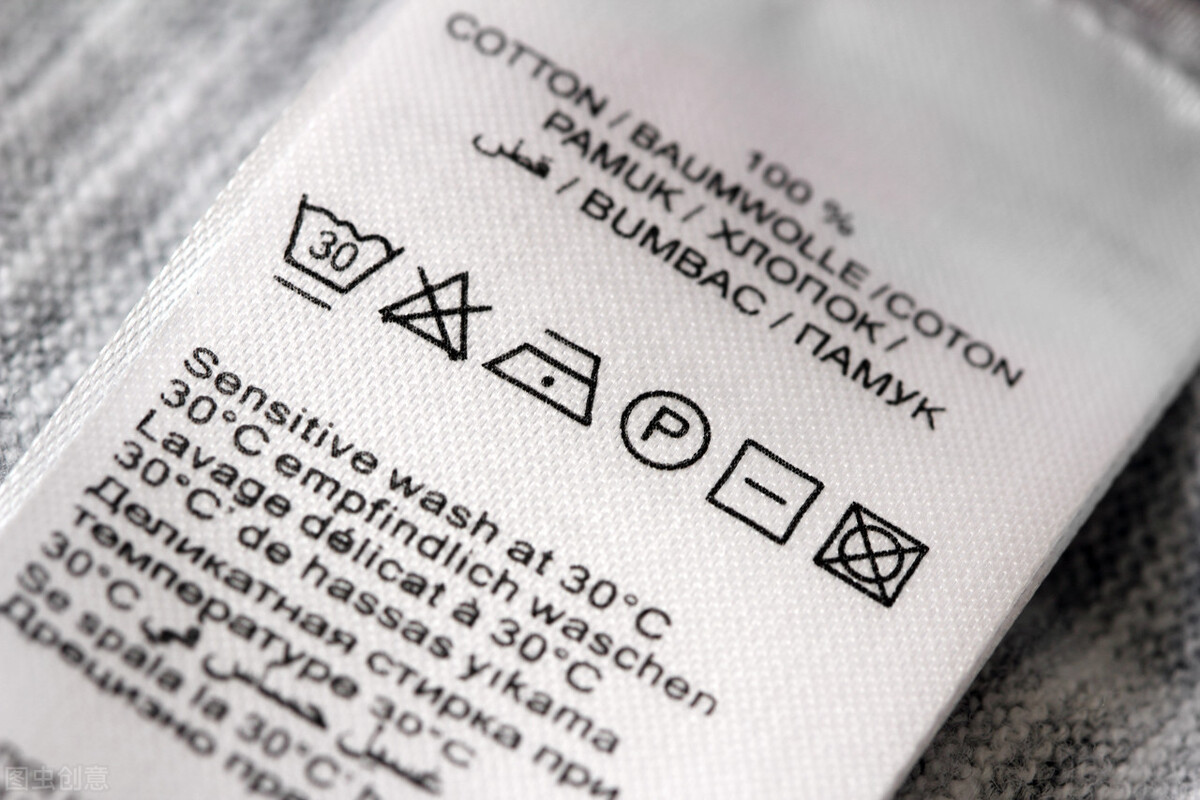 100 %
COTTON / BAUMWOLLE /COTON
PAMUK / ХЛОПОК /
قطن / BUMBAC / ПАМУК
30
P
Sensitive wash at 30°C
30°C empfindlich waschen
Lavage délicat à 30°C
30°C' de hassas yıkama
Деликатная стирка при
температуре 30°C
غسيل حساس في 30°C
Se spala la 30°C'
图虫创意